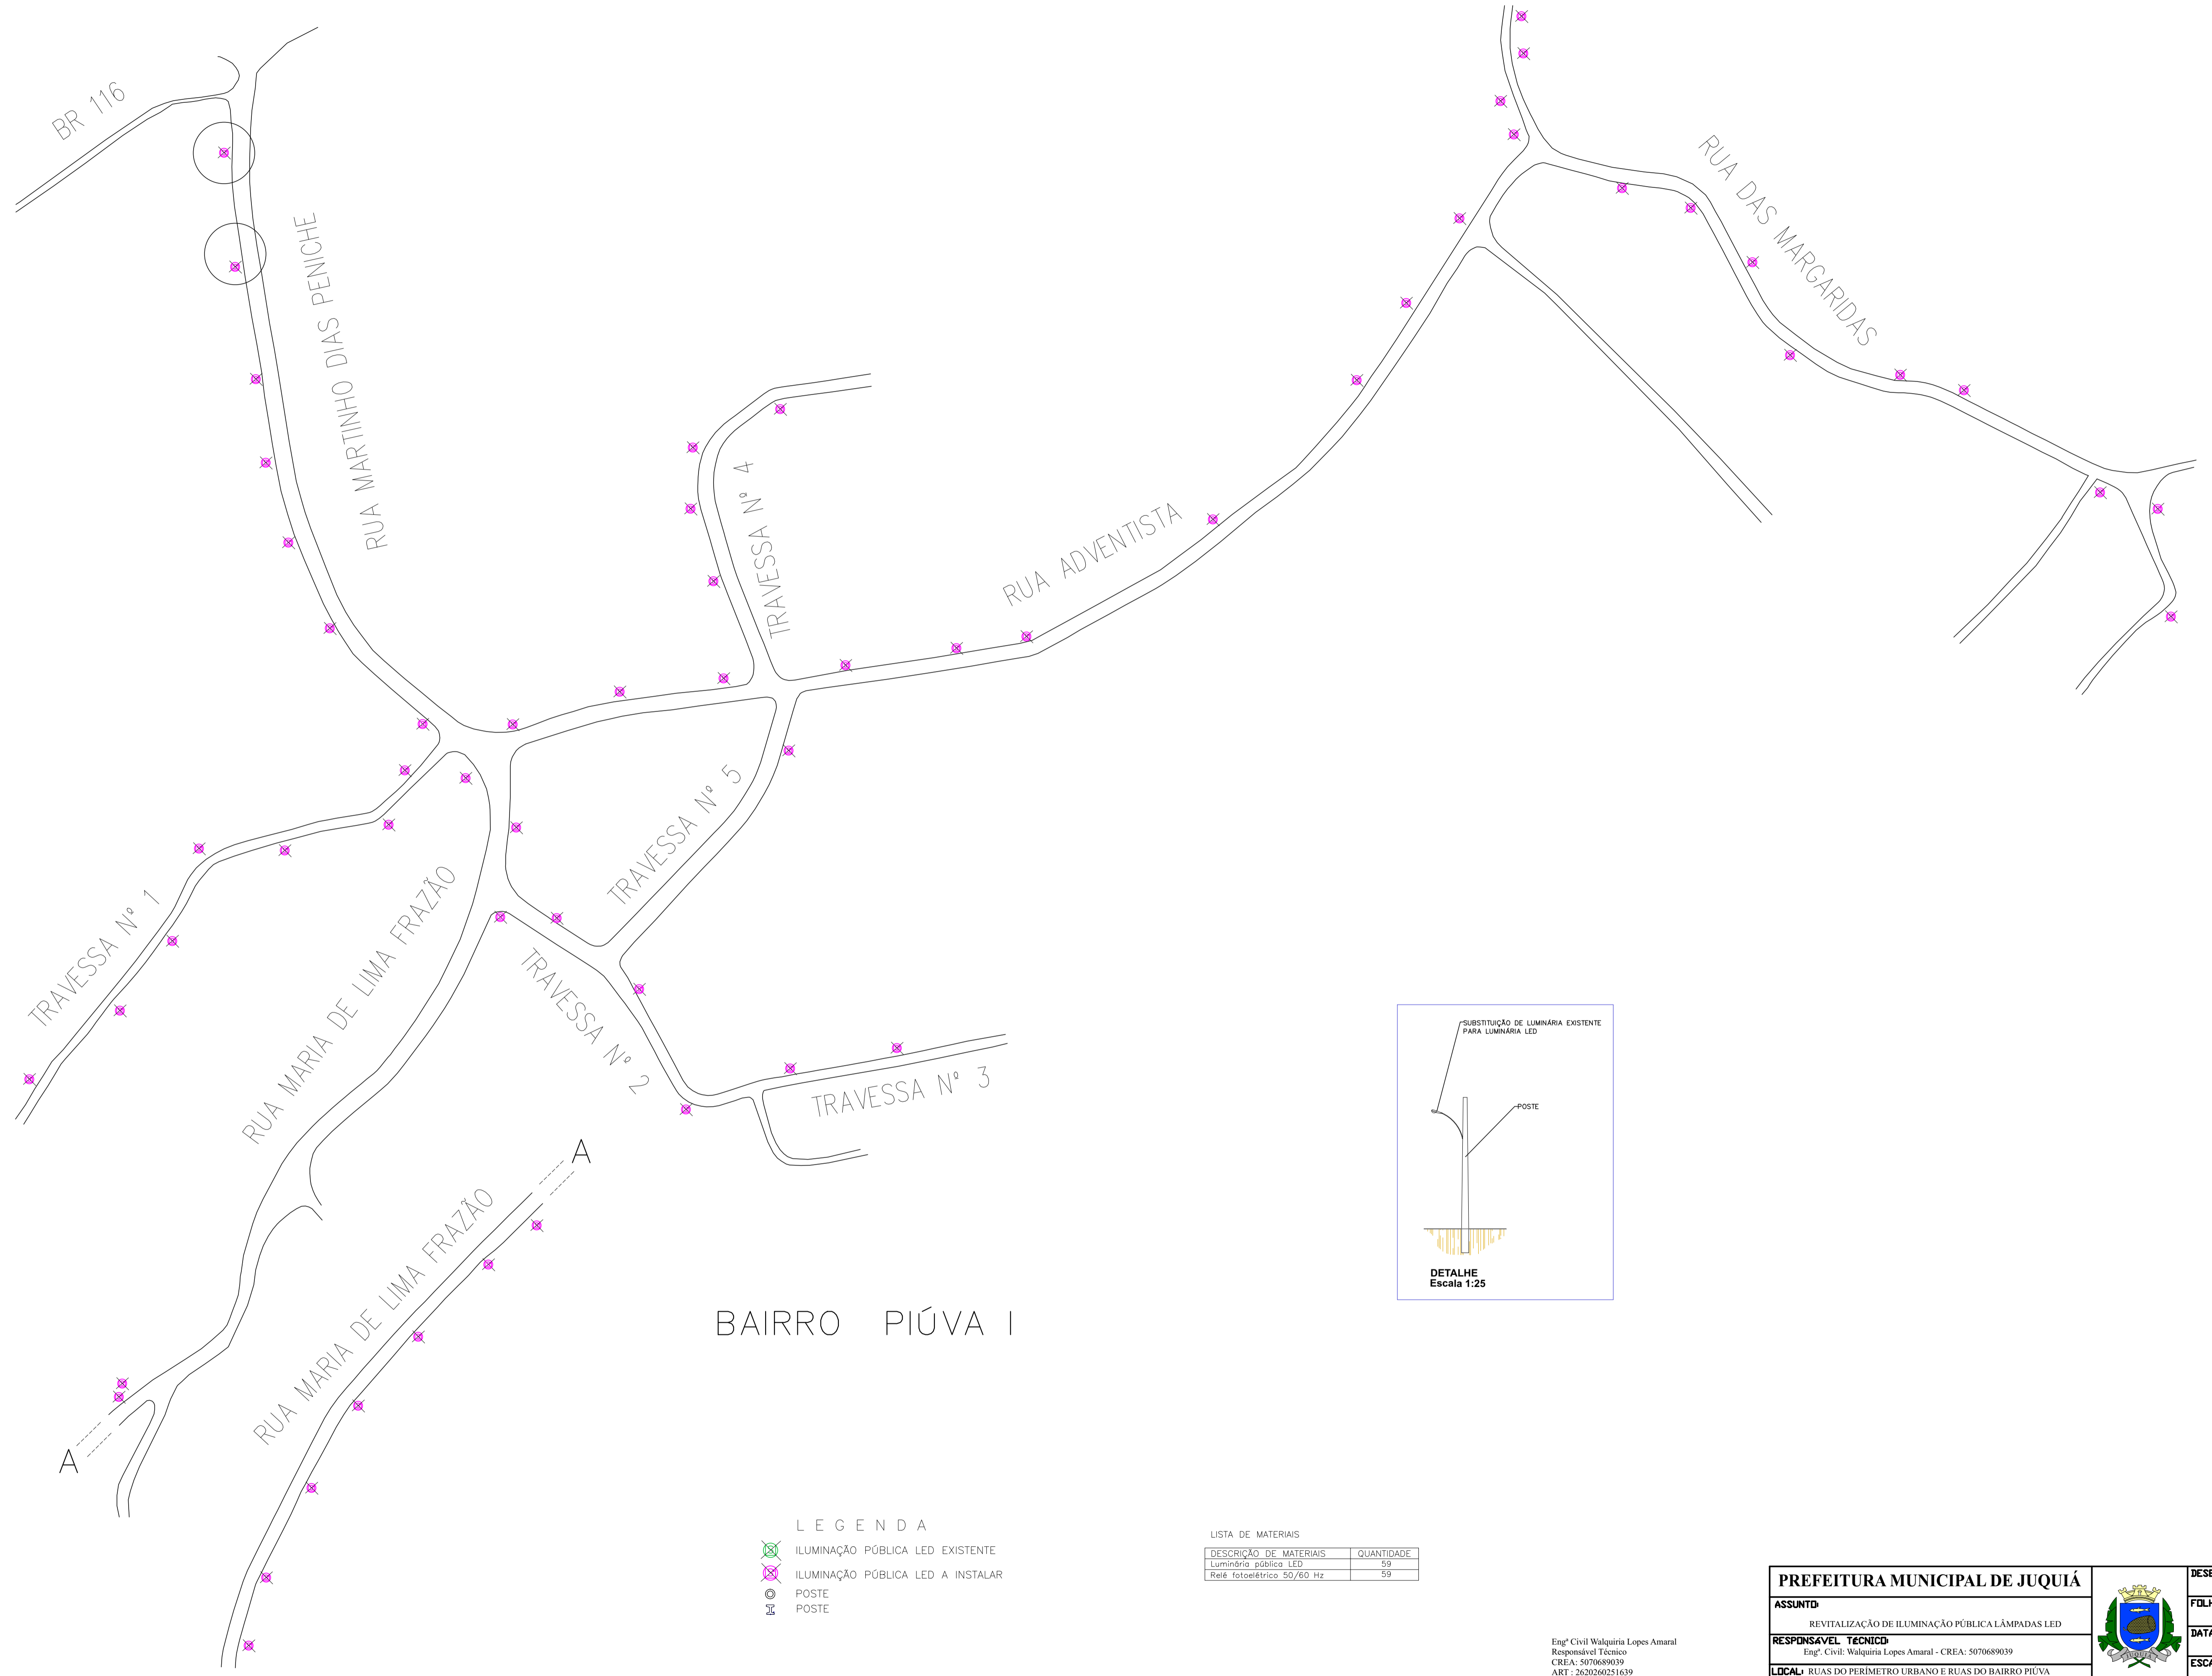 BR 116
RUA MARTINHO DIAS PENICHE
RUA DAS MARGARIDAS
TRAVESSA Nº 4
RUA ADVENTISTA
TRAVESSA Nº 5
TRAVESSA Nº 1
RUA MARIA DE LIMA FRAZÃO
TRAVESSA Nº 2
TRAVESSA Nº 3
A
A
RUA MARIA DE LIMA FRAZÃO
SUBSTITUIÇÃO DE LUMINÁRIA EXISTENTE
PARA LUMINÁRIA LED
POSTE
DETALHE
Escala 1:25
BAIRRO PIÚVA I
LEGENDA
ILUMINAÇÃO PÚBLICA LED EXISTENTE
ILUMINAÇÃO PÚBLICA LED A INSTALAR
POSTE
POSTE
LISTA DE MATERIAIS
DESCRIÇÃO DE MATERIAIS QUANTIDADE
Luminária pública LED 59
Relê fotoelétrico 50/60 Hz 59
Engª Civil Walquiria Lopes Amaral
Responsável Técnico
CREA: 5070689039
ART : 2620260251639
PREFEITURA MUNICIPAL DE JUQUIÁ
ASSUNTO:
REVITALIZAÇÃO DE ILUMINAÇÃO PÚBLICA LÂMPADAS LED
RESPONSÁVEL TÉCNICO:
Engª. Civil: Walquiria Lopes Amaral - CREA: 5070689039
LOCAL: RUAS DO PERÍMETRO URBANO E RUAS DO BAIRRO PIÚVA
JUQUIÁ